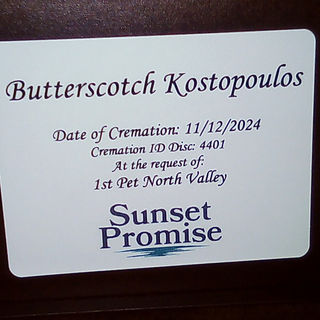 Butterscotch Kostopoulos
Date of Cremation: 11/12/2024
Cremation ID Disc: 4401
At the request of:
1st Pet North Valley
Sunset
Promise